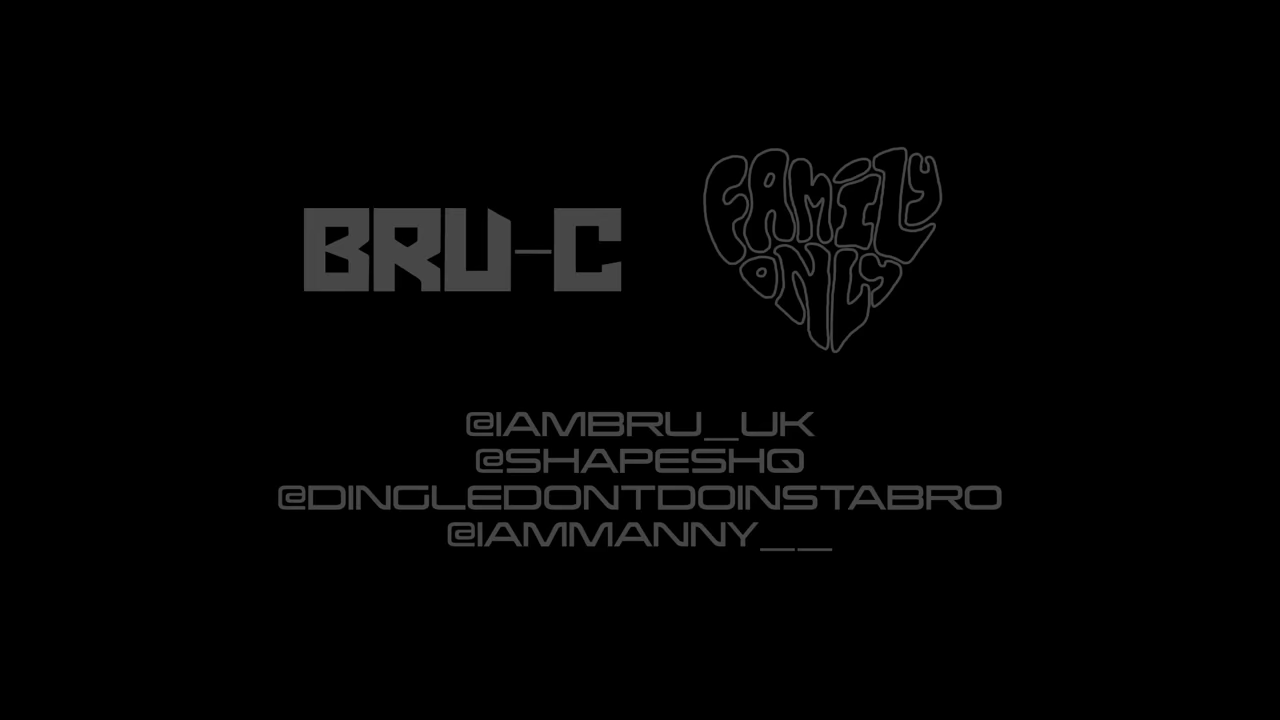 BRU-C
FAMILY
ONLY
@IAMBRU_UK
@SHAPESHQ
@DINGLEDONTDOINSTABRO
@IAMMANNY__